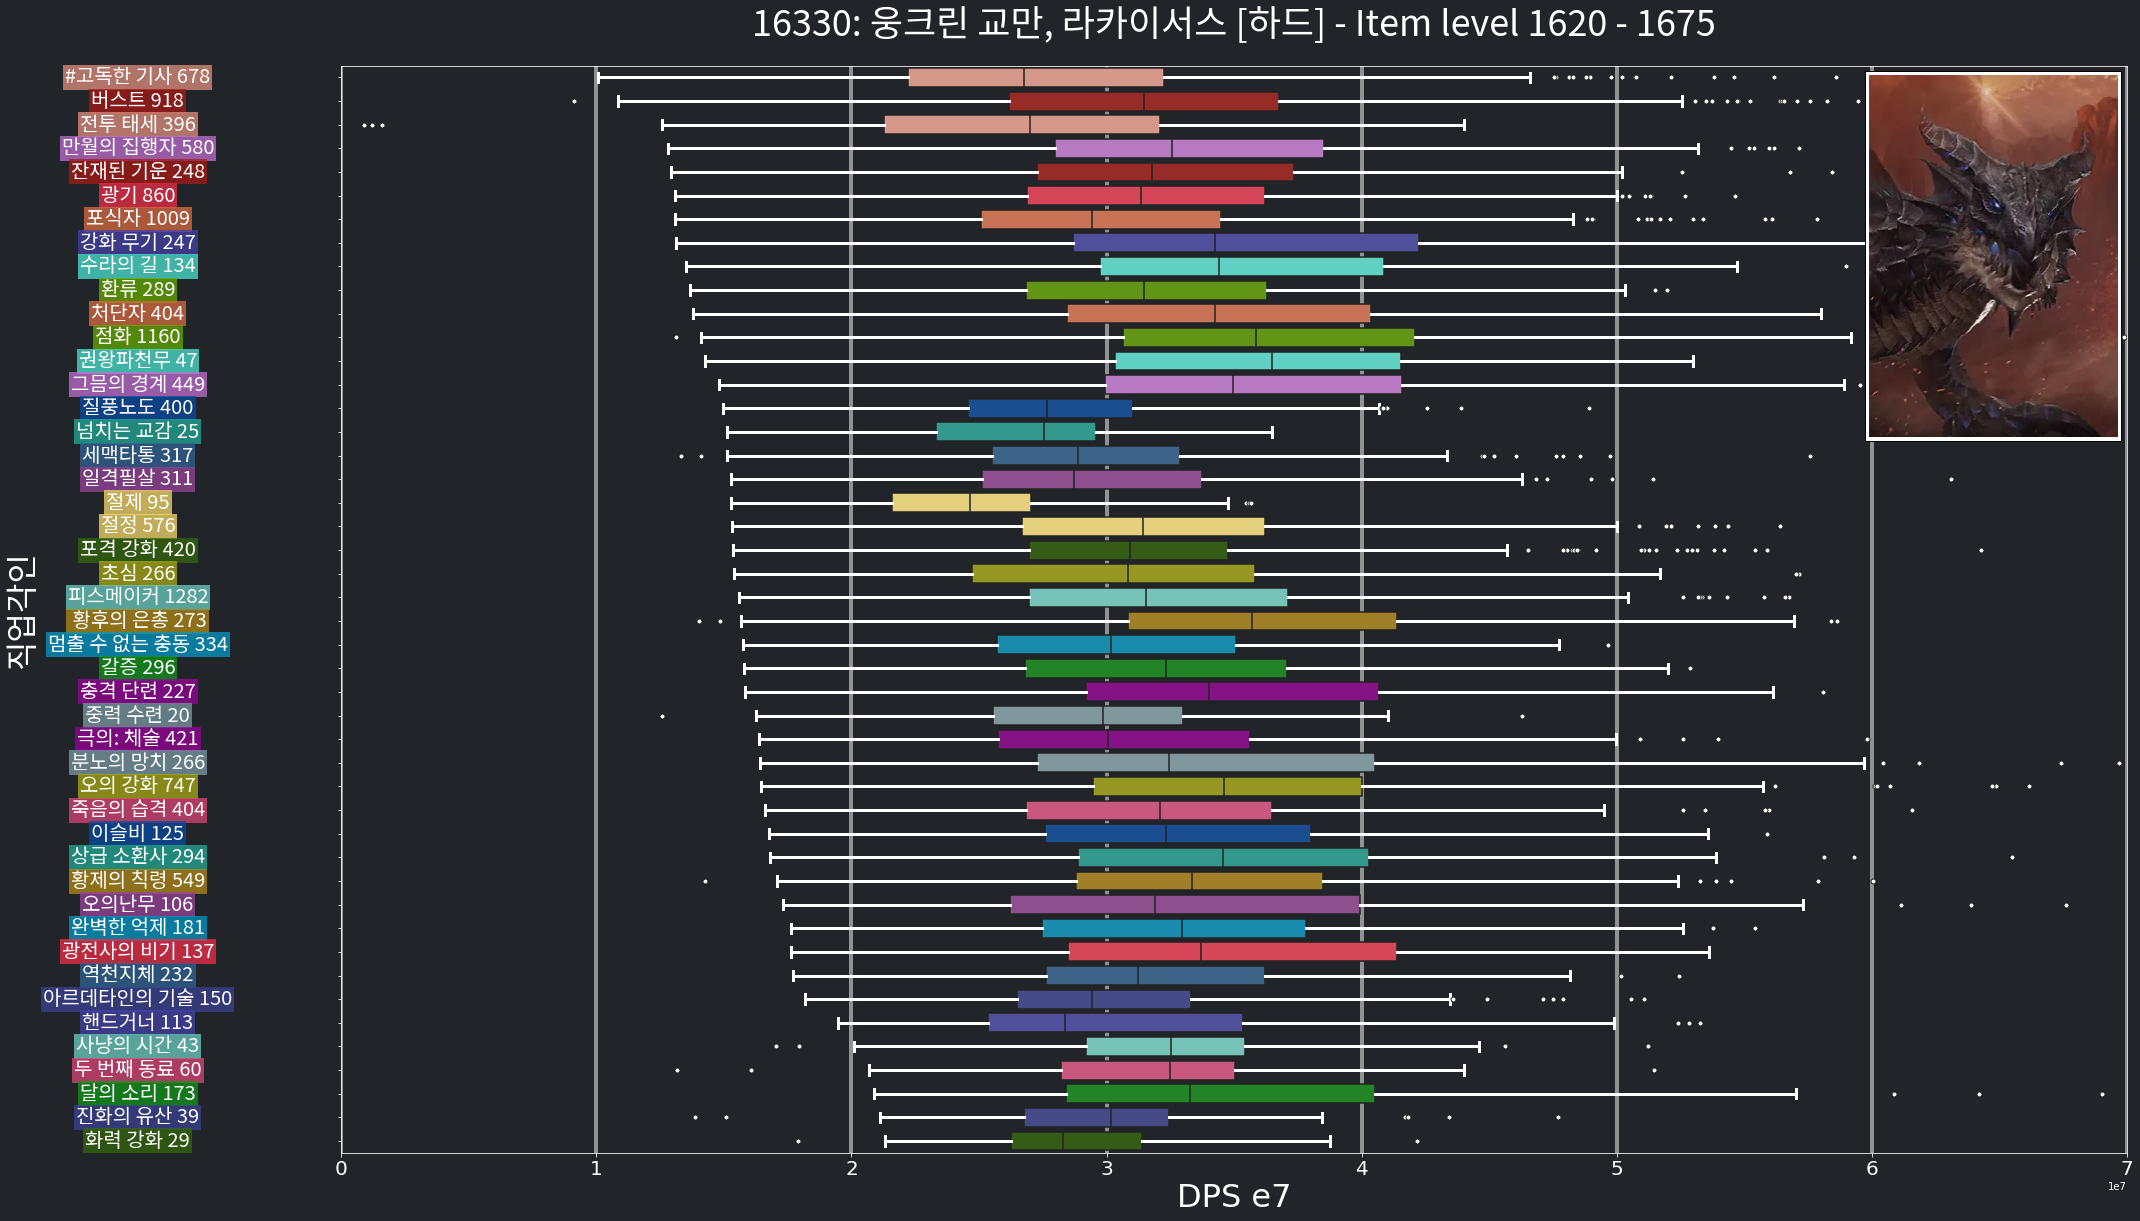 16330: 웅크린 교만, 라카이서스 [하드] - Item level 1620 - 1675
#고독한 기사 678
버스트 918
전투 태세 396
만월의 집행자 580
잔재된 기운 248
광기 860
포식자 1009
강화 무기 247
수라의 길 134
환류 289
처단자 404
점화 1160
권왕파천무 47
그믐의 경계 449
질풍노도 400
넘치는 교감 25
세맥타통 317
일격필살 311
절제 95
절정 576
포격 강화 420
초심 266
피스메이커 1282
황후의 은총 273
멈출 수 없는 충동 334
갈증 296
충격 단련 227
중력 수련 20
극의: 체술 421
분노의 망치 266
오의 강화 747
죽음의 습격 404
이슬비 125
상급 소환사 294
황제의 칙령 549
오의난무 106
완벽한 억제 181
광전사의 비기 137
역천지체 232
아르데타인의 기술 150
핸드거너 113
사냥의 시간 43
두 번째 동료 60
달의 소리 173
진화의 유산 39
화력 강화 29
직업각인
0 1 2 3 4 5 6 7
DPS e7
1e7